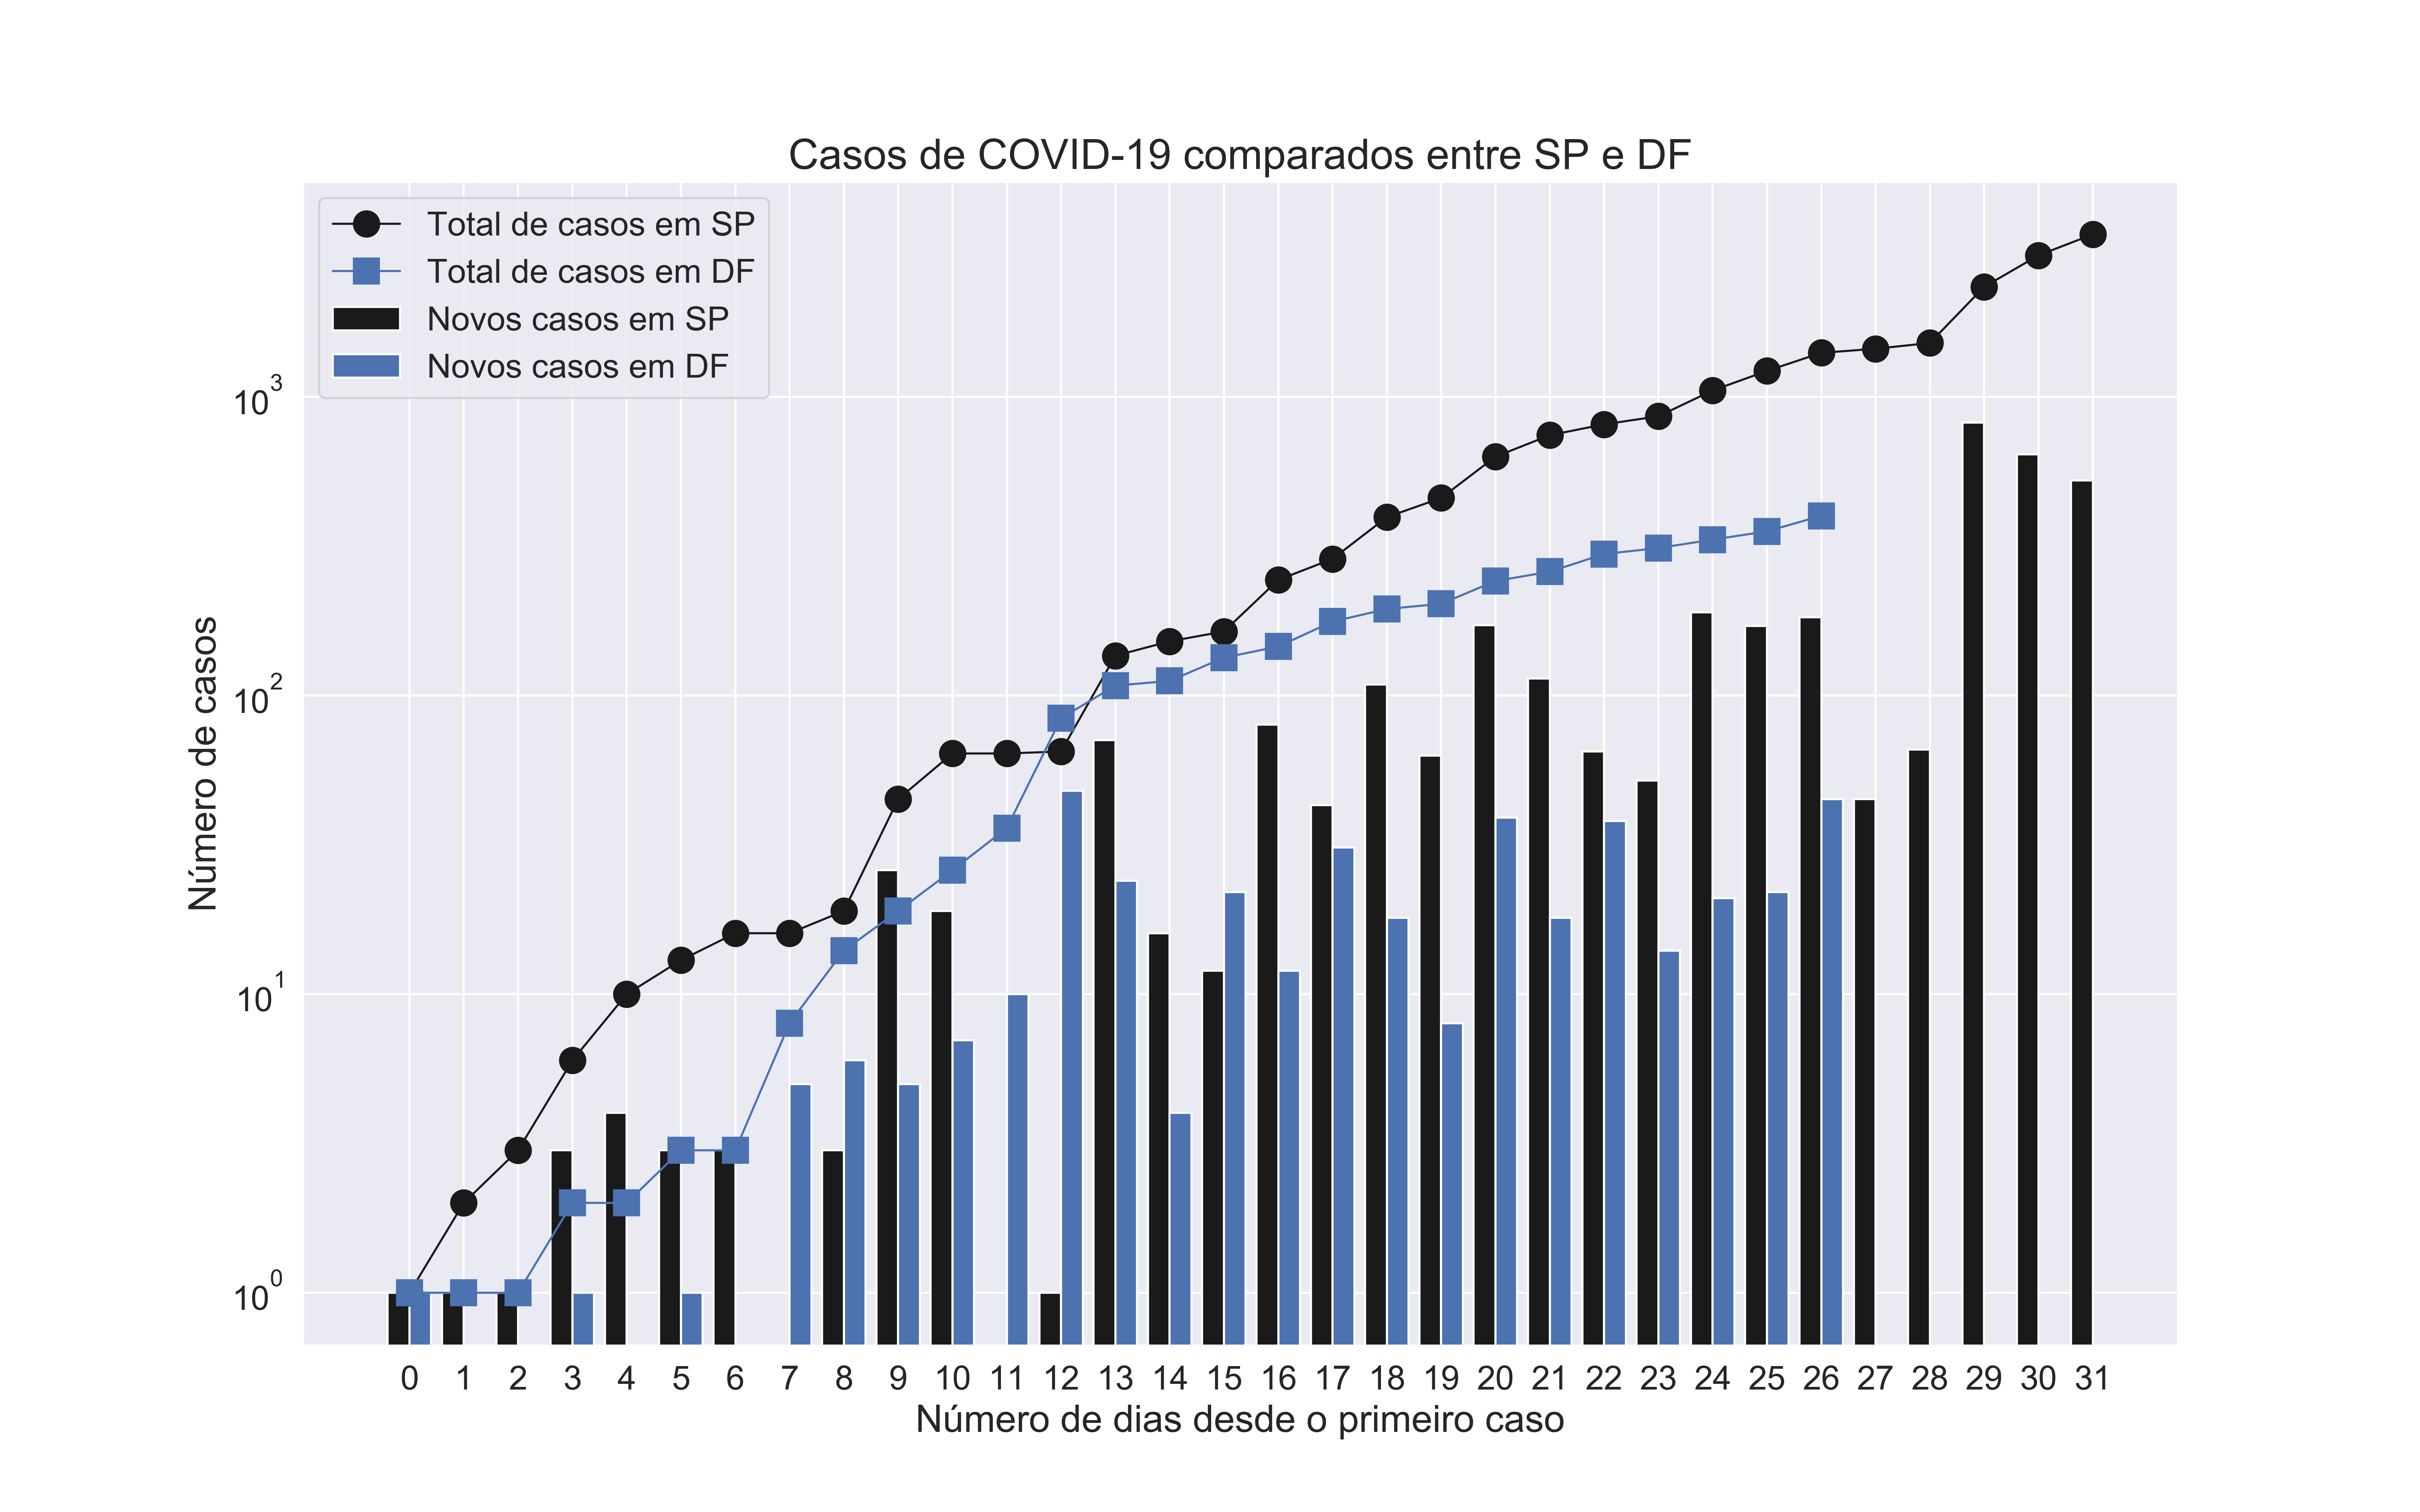 Casos de COVID-19 comparados entre SP e DF
Total de casos em SP
Total de casos em DF
Novos casos em SP
Novos casos em DF
Número de casos
10^3
10^2
10^1
10^0
0 1 2 3 4 5 6 7 8 9 10 11 12 13 14 15 16 17 18 19 20 21 22 23 24 25 26 27 28 29 30 31
Número de dias desde o primeiro caso